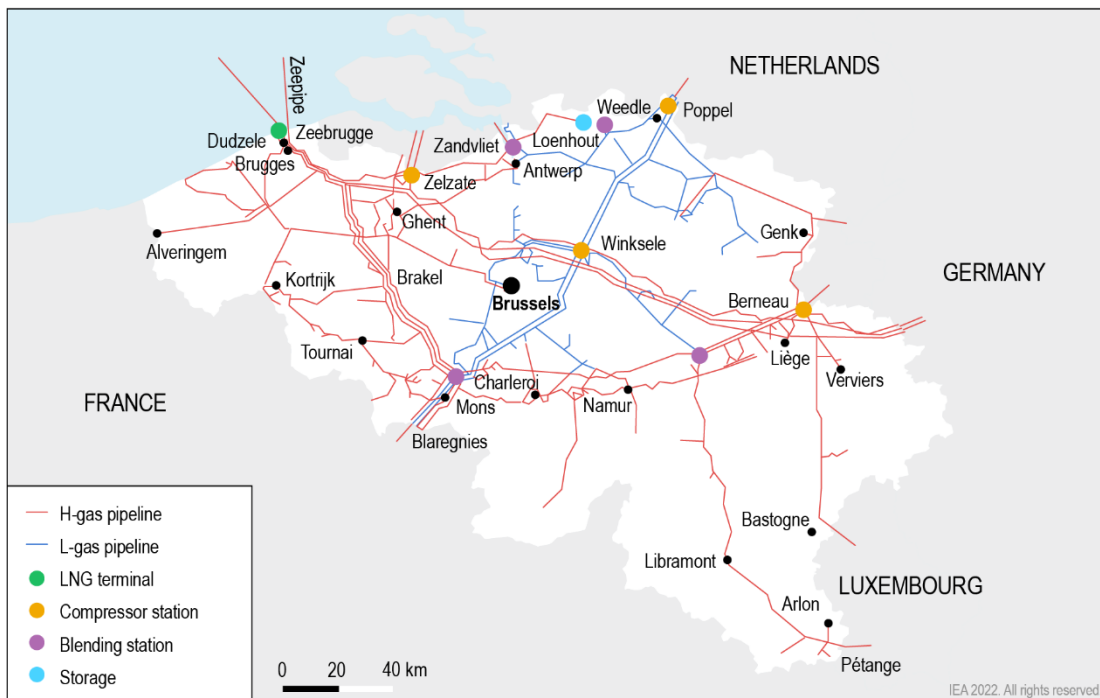 NETHERLANDS
Zeepipe
Weedle
Poppel
Dudzele
Zeebrugge
Loenhout
Zandvliet
Brugges
Antwerp
Zelzate
Ghent
Genk
Alveringem
Winksele
GERMANY
Kortrijk
Brakel
Brussels
Berneau
Tournai
Liège
Verviers
FRANCE
Charleroi
Mons
Namur
Blaregnies
H-gas pipeline
L-gas pipeline
LNG terminal
Compressor station
Blending station
Storage
Bastogne
Libramont
LUXEMBOURG
Arlon
Pétange
0 20 40 km
IEA 2022. All rights reserved